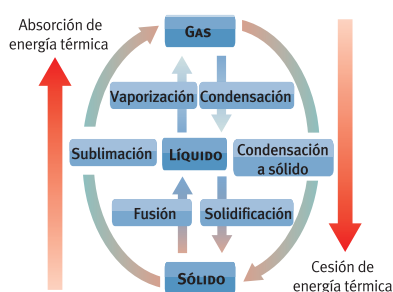 Absorción de
energía térmica
GAS
Vaporización
Condensación
Sublimación
LÍQUIDO
Condensación
a sólido
Fusión
Solidificación
SÓLIDO
Cesión de
energía térmica